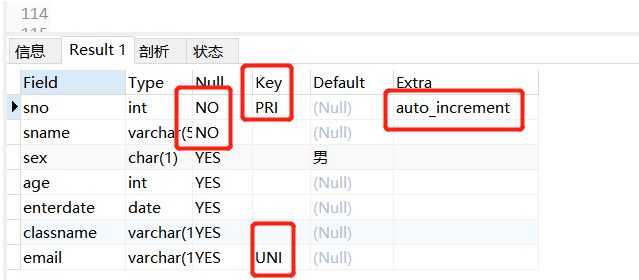 114
信息 Result 1 剖析 状态
Field Type Null Key Default Extra
sno int NO PRI (Null) auto_increment
sname varchar(5 NO (Null)
sex char(1) YES 男
age int YES (Null)
enterdate date YES (Null)
classname varchar(1 YES (Null)
email varchar(1 YES UNI (Null)